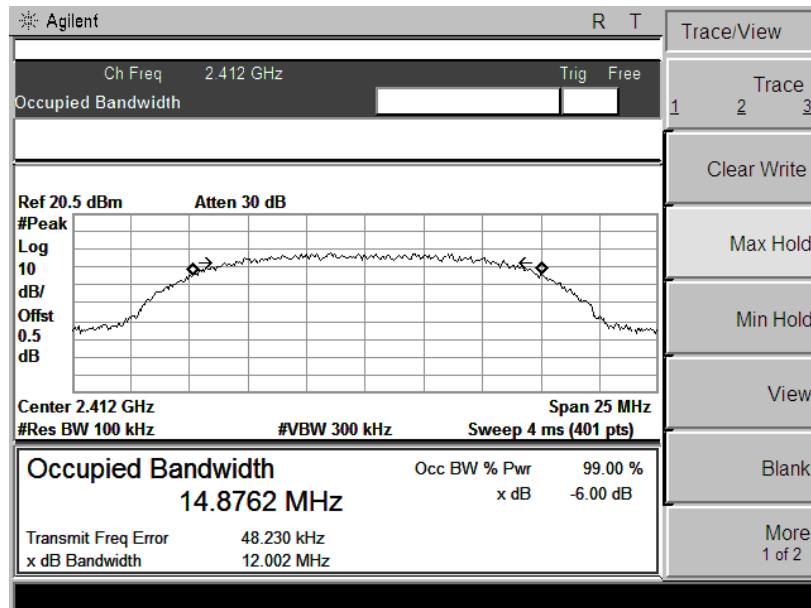 Agilent R T
Ch Freq 2.412 GHz Trig Free
Occupied Bandwidth
Ref 20.5 dBm Atten 30 dB
#Peak
Log
10
dB/
Offset
0.5
dB
Center 2.412 GHz Span 25 MHz
#Res BW 100 kHz #VBW 300 kHz Sweep 4 ms (401 pts)
Occupied Bandwidth Occ BW % Pwr 99.00 %
14.8762 MHz x dB -6.00 dB
Transmit Freq Error 48.230 kHz
x dB Bandwidth 12.002 MHz
Trace/View
Trace
1 2 3
Clear Write
Max Hold
Min Hold
View
Blank
More
1 of 2